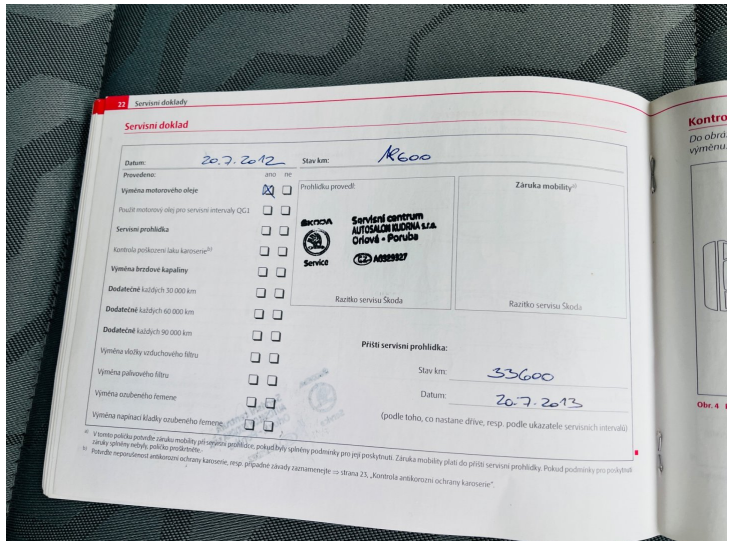 22 Servisní doklady
Servisní doklad
Datum: 20.7.2012 Stav km: 18600
Provedeno: ano ne
Výměna motorového oleje
Použit motorový olej pro servisní intervaly QG1
Servisní prohlídka
Kontrola poškození laku karoserie b)
Výměna brzdové kapaliny
Dodatečně každých 30 000 km
Dodatečně každých 60 000 km
Dodatečně každých 90 000 km
Výměna vložky vzduchového filtru
Výměna palivového filtru
Výměna ozubeného řemene
Výměna napínací kladky ozubeného řemene
Prohlídku provedl:
ŠKODA
Service
Servisní centrum
AUTOSALON KUDRNA s.r.o.
Orlová - Poruba
CZ A0329327
Razítko servisu Škoda
Záruka mobility a)
Razítko servisu Škoda
Příští servisní prohlídka:
Stav km: 33600
Datum: 20.7.2013
(podle toho, co nastane dříve, resp. podle ukazatele servisních intervalů)
a) V tomto políčku potvrďte záruku mobility při servisní prohlídce, pokud byly splněny podmínky pro její poskytnutí. Záruka mobility platí do příští servisní prohlídky. Pokud podmínky pro poskytnutí
záruky splněny nebyly, políčko proškrtněte.
b) Potvrďte neporušenost antikorozní ochrany karoserie, resp. případné závady zaznamenejte ⇒ strana 23, „Kontrola antikorozní ochrany karoserie“.
Kontro
Do obrá
výměnu.
Obr. 4